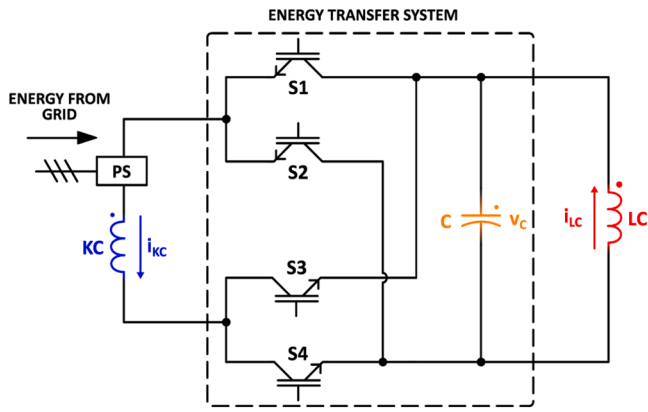 ENERGY TRANSFER SYSTEM
S1
ENERGY FROM
GRID
PS
S2
KC
iKC
C
vC
iLC
LC
S3
S4